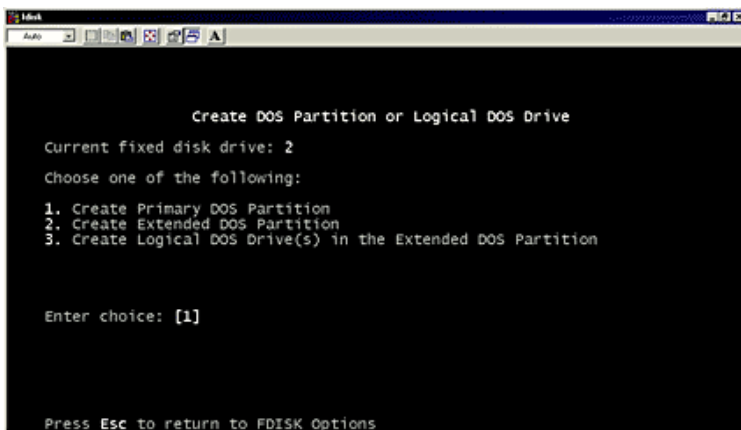 fdisk
Auto
A
Create DOS Partition or Logical DOS Drive
Current fixed disk drive: 2
Choose one of the following:
1. Create Primary DOS Partition
2. Create Extended DOS Partition
3. Create Logical DOS Drive(s) in the Extended DOS Partition
Enter choice: [1]
Press Esc to return to FDISK Options